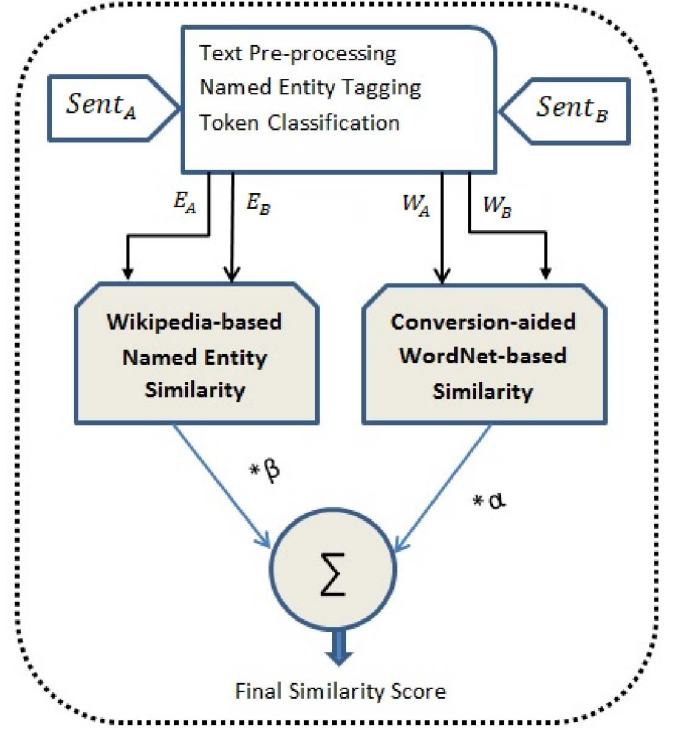 Text Pre-processing
Named Entity Tagging
Token Classification
Sent_A
Sent_B
E_A
E_B
W_A
W_B
Wikipedia-based
Named Entity
Similarity
Conversion-aided
WordNet-based
Similarity
*β
*α
∑
Final Similarity Score